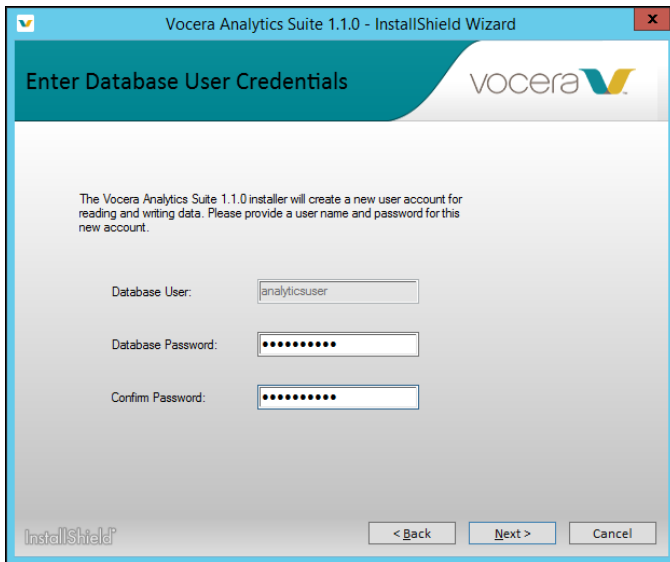 Vocera Analytics Suite 1.1.0 - InstallShield Wizard
x
Enter Database User Credentials
vocera
The Vocera Analytics Suite 1.1.0 installer will create a new user account for
reading and writing data. Please provide a user name and password for this
new account.
Database User: analyticsuser
Database Password: ••••••••••
Confirm Password: ••••••••••
InstallShield
< Back Next > Cancel